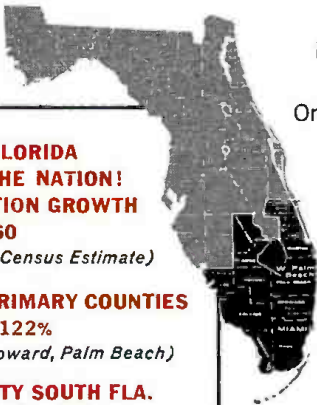 Or
LORIDA
HE NATION!
TION GROWTH
60
Census Estimate)
RIMARY COUNTIES
122%
oward, Palm Beach)
TY SOUTH FLA.
W. Palm
Beach
MIAMI